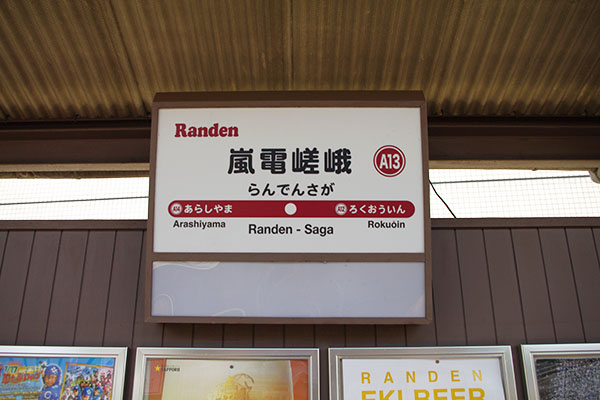 Randen
嵐電嵯峨
A13
らんでんさが
A14 あらしやま
A12 ろくおういん
Arashiyama
Randen - Saga
Rokuōin
SAPPORO
RANDEN
EKI BEER